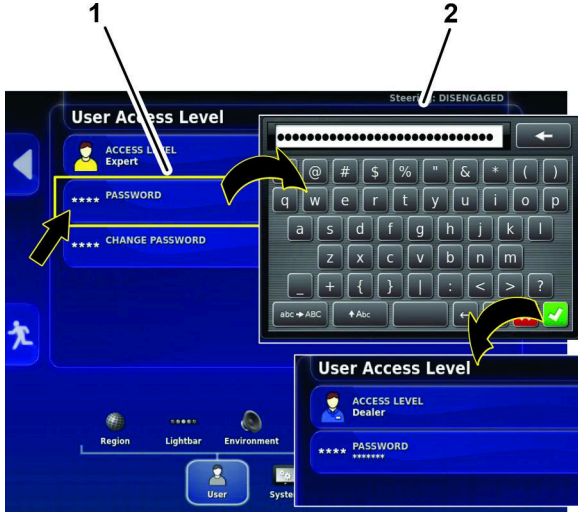 1
2
Steering: DISENGAGED
User Access Level
ACCESS LEVEL
Expert
**** PASSWORD
**** CHANGE PASSWORD
••••••••••••••••••••••••••••••
@ # $ % " & * ( )
q w e r t y u i o p
a s d f g h j k l
z x c v b n m
_ + { } | : < > ?
abc→ABC
Abc
User Access Level
ACCESS LEVEL
Dealer
**** PASSWORD
*******
Region
Lightbar
Environment
User